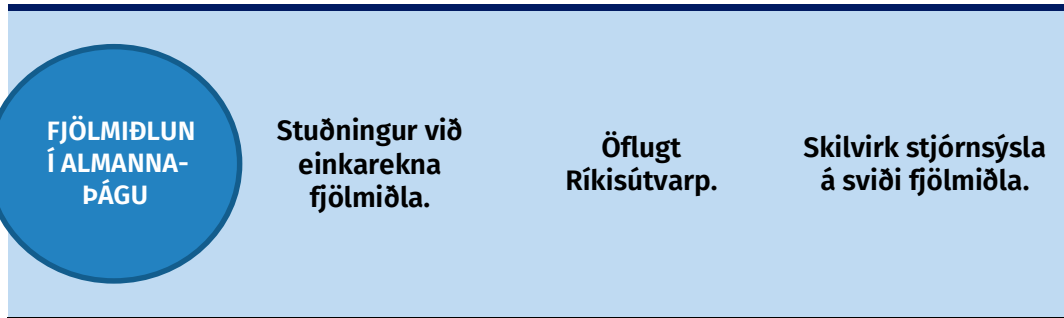 FJÖLMIÐLUN
Í ALMANNA-
ÞÁGU
Stuðningur við
einkarekna
fjölmiðla.
Öflugt
Ríkisútvarp.
Skilvirk stjórnsýsla
á sviði fjölmiðla.